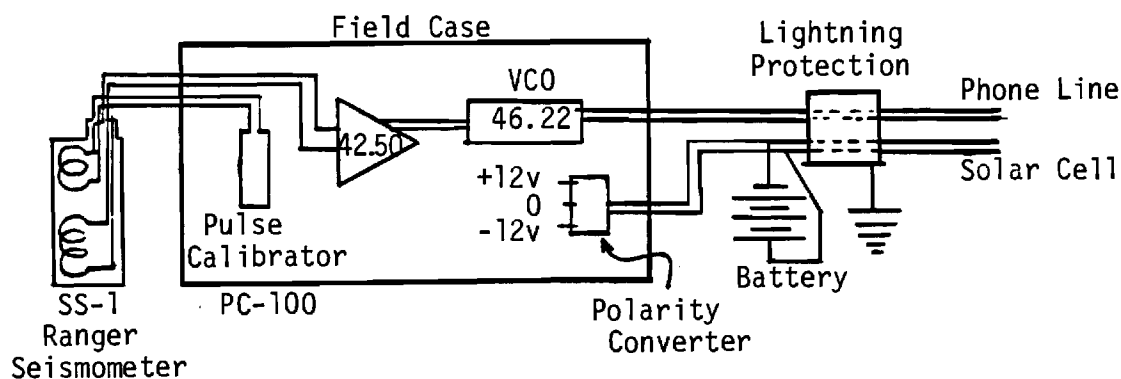 Field Case
Lightning
Protection
VCO
46.22
42.50
Phone Line
Solar Cell
+12v
0
-12v
Pulse
Calibrator
Battery
PC-100
Polarity
Converter
SS-1
Ranger
Seismometer